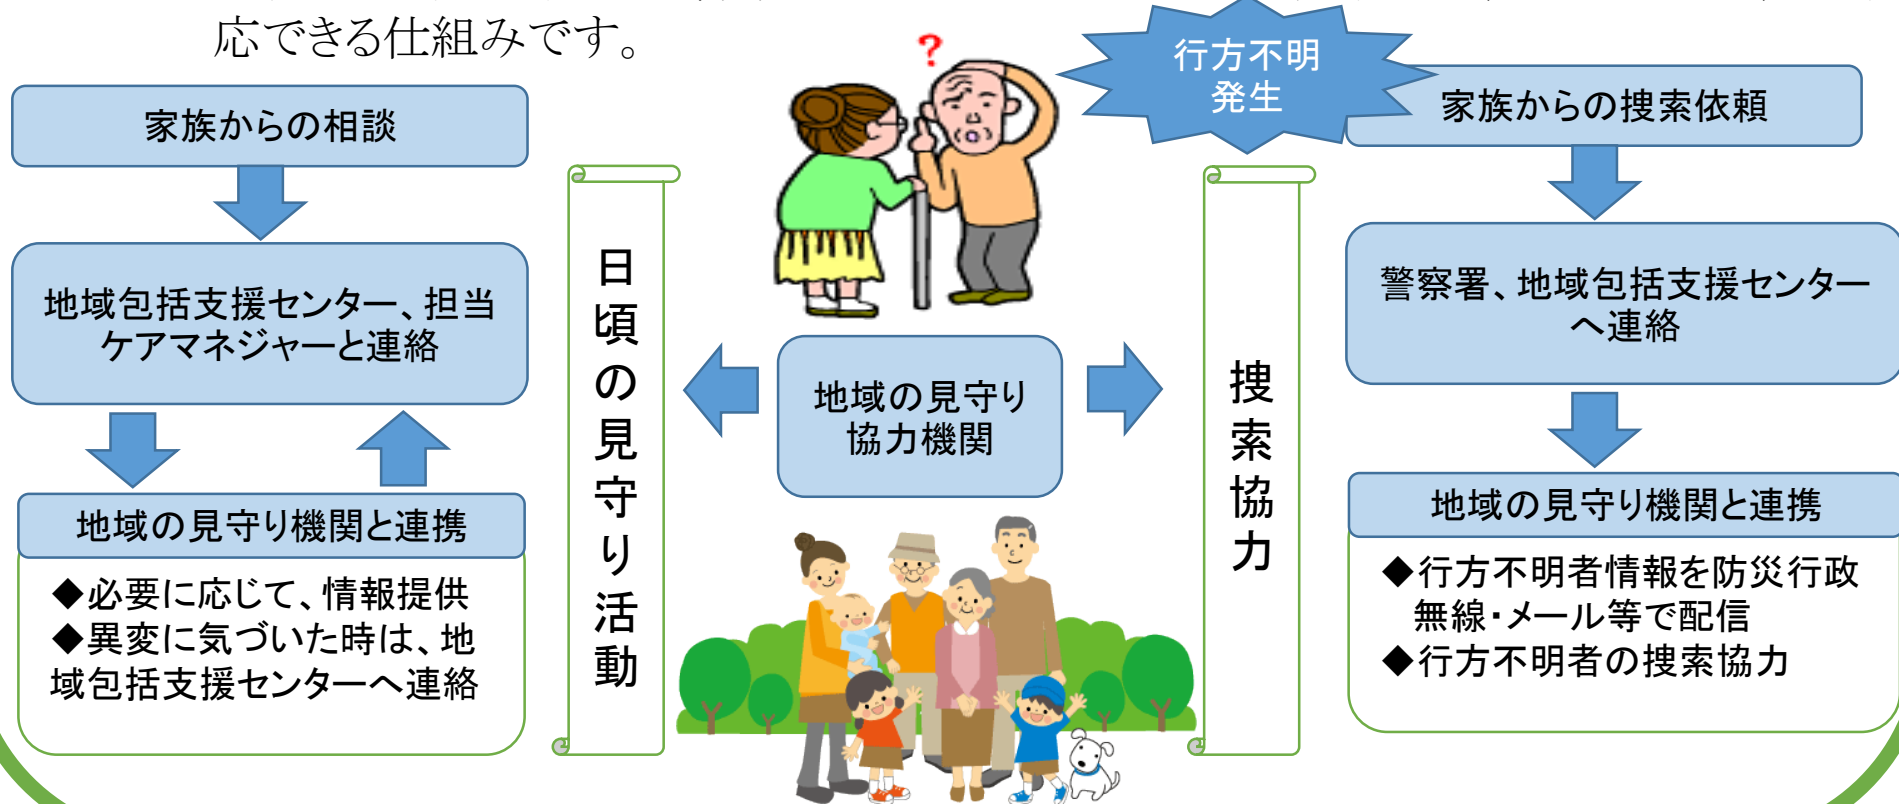 応できる仕組みです。
?
行方不明
発生
家族からの相談
地域包括支援センター、担当
ケアマネジャーと連絡
地域の見守り機関と連携
◆必要に応じて、情報提供
◆異変に気づいた時は、地
域包括支援センターへ連絡
日頃の見守り活動
地域の見守り
協力機関
捜索協力
家族からの捜索依頼
警察署、地域包括支援センター
へ連絡
地域の見守り機関と連携
◆行方不明者情報を防災行政
無線・メール等で配信
◆行方不明者の捜索協力